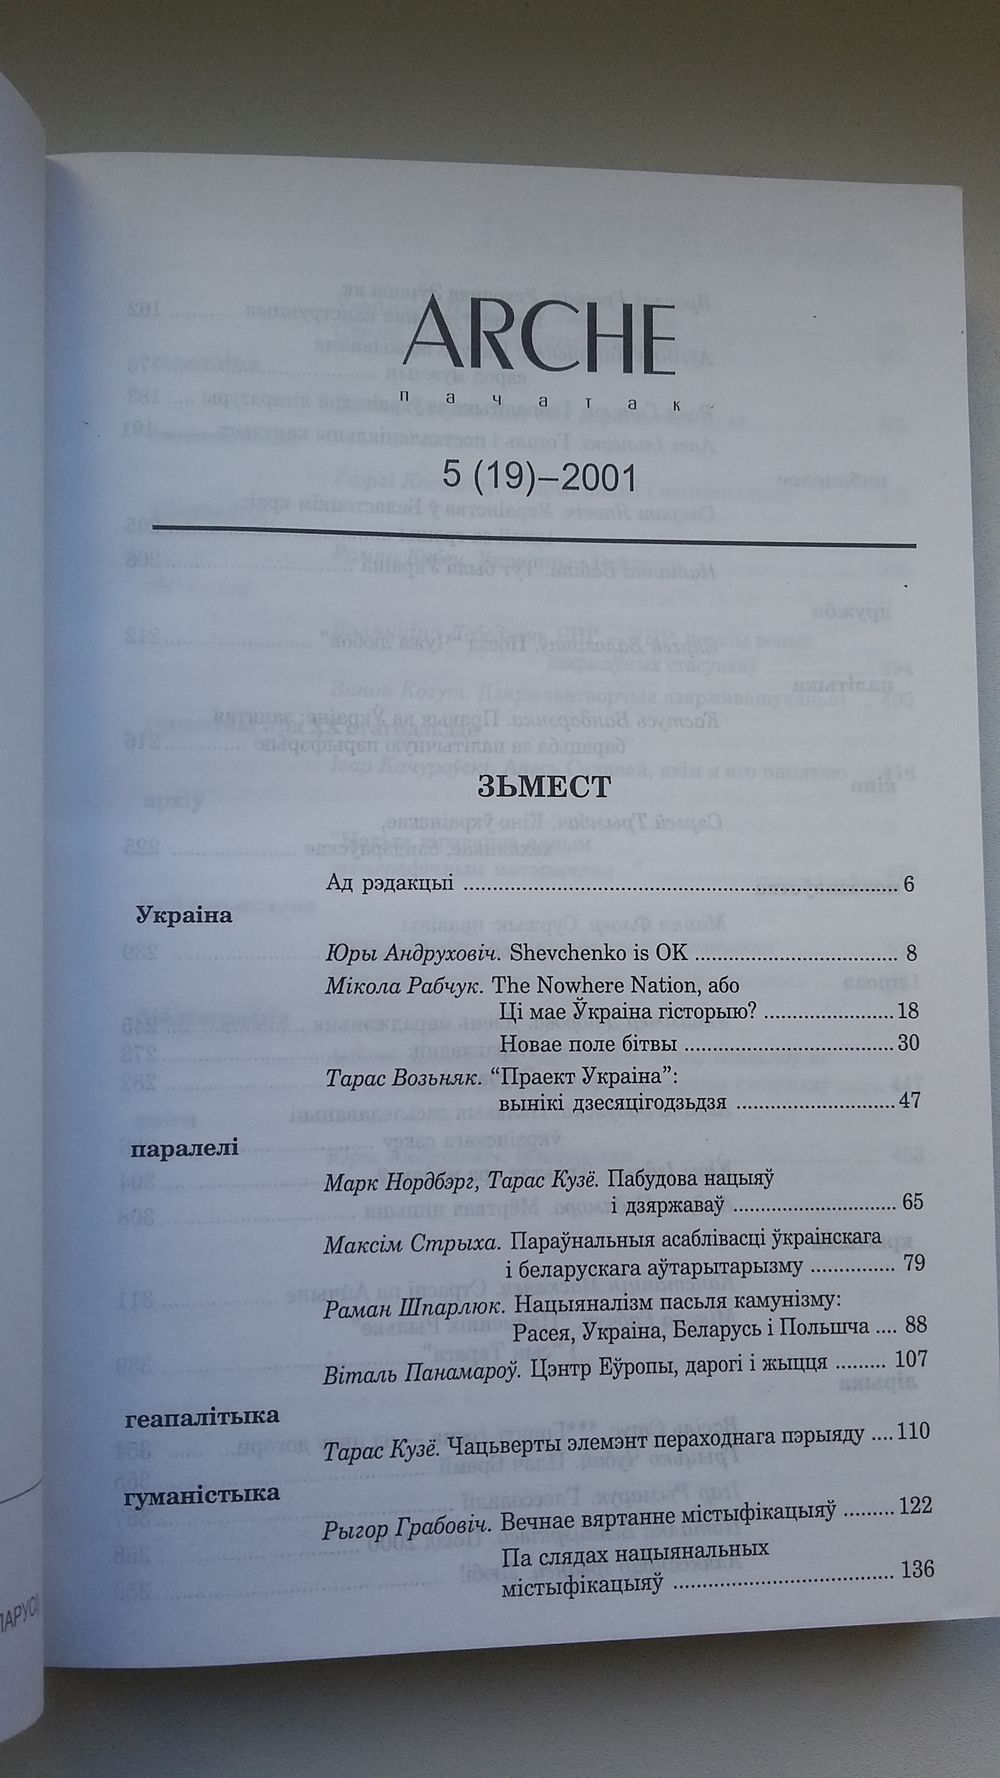 ARCHE
пачатак
5 (19)–2001
ЗЬМЕСТ
Ад рэдакцыі ........ 6
Украіна
Юры Андруховіч. Shevchenko is OK ........ 8
Мікола Рабчук. The Nowhere Nation, або
Ці мае Ўкраіна гісторыю? ........ 18
Новае поле бітвы ........ 30
Тарас Возьняк. “Праект Украіна”:
вынікі дзесяцігодзьдзя ........ 47
паралелі
Марк Нордбэрг, Тарас Кузё. Пабудова нацыяў
і дзяржаваў ........ 65
Максім Стрыха. Параўнальныя асаблівасці ўкраінскага
і беларускага аўтарытарызму ........ 79
Раман Шпарлюк. Нацыяналізм пасьля камунізму:
Расея, Украіна, Беларусь і Польшча .... 88
Віталь Панамароў. Цэнтр Еўропы, дарогі і жыцця ........ 107
геапалітыка
Тарас Кузё. Чацьверты элемэнт пераходнага пэрыяду .... 110
гуманістыка
Рыгор Грабовіч. Вечнае вяртанне містыфікацыяў ........ 122
Па слядах нацыянальных
містыфікацыяў ........ 136